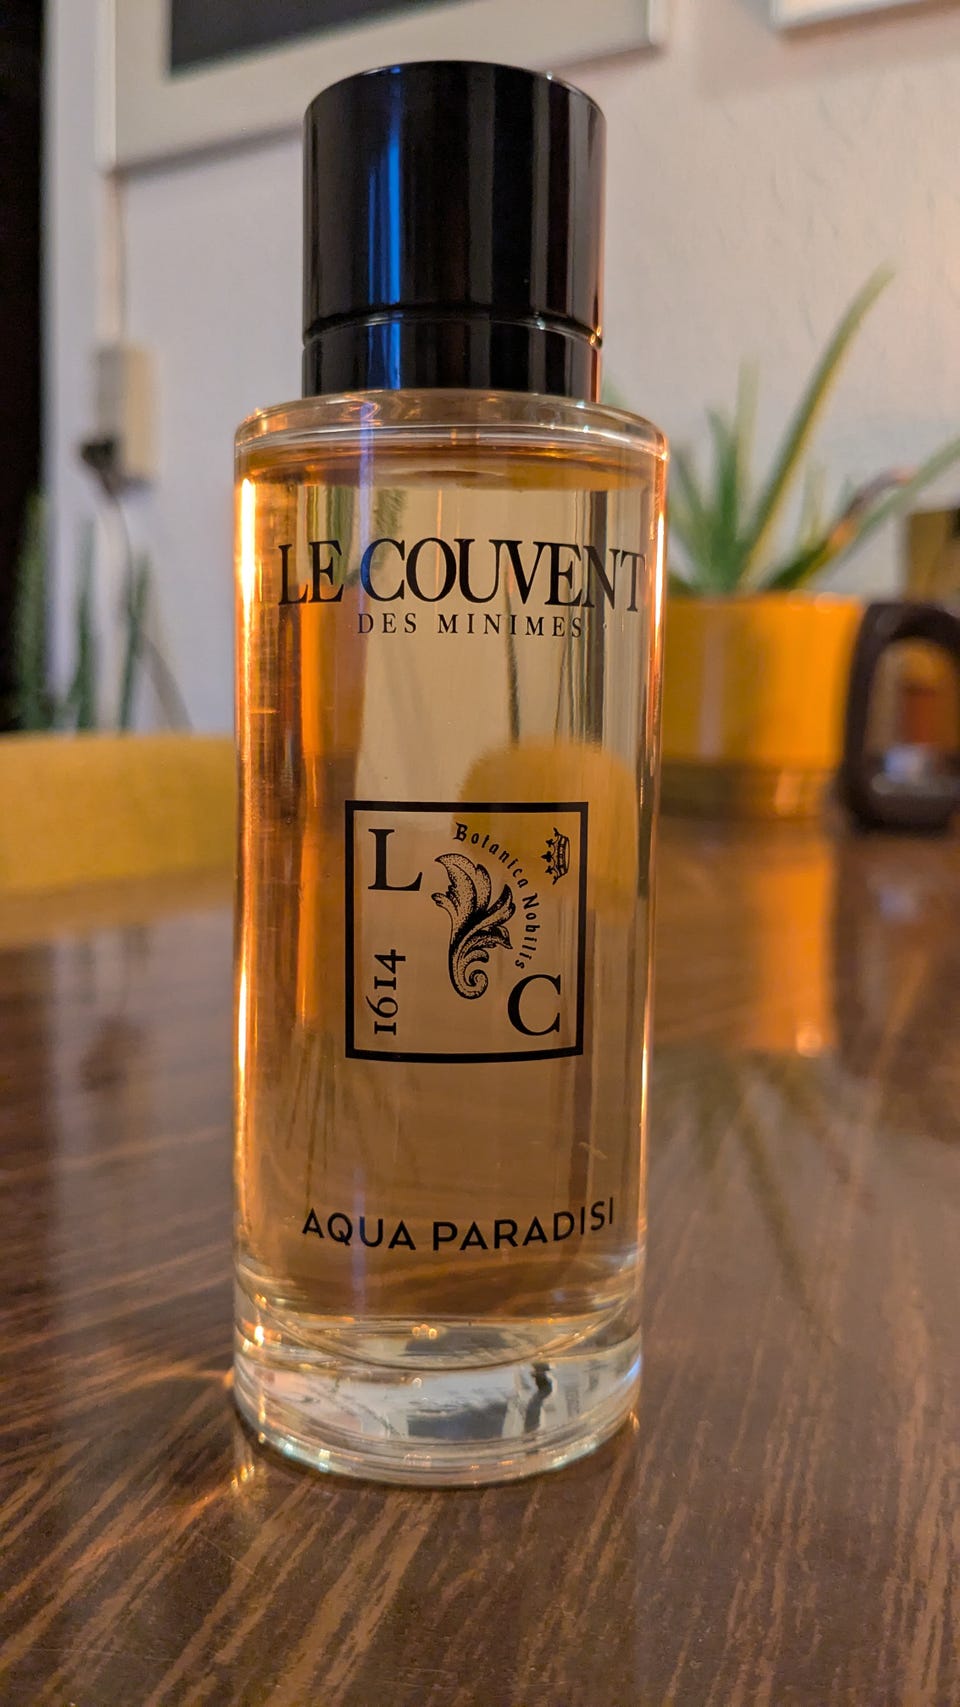 LE COUVENT
DES MINIMES
L
Botanica Nobilis
1614
C
AQUA PARADISI